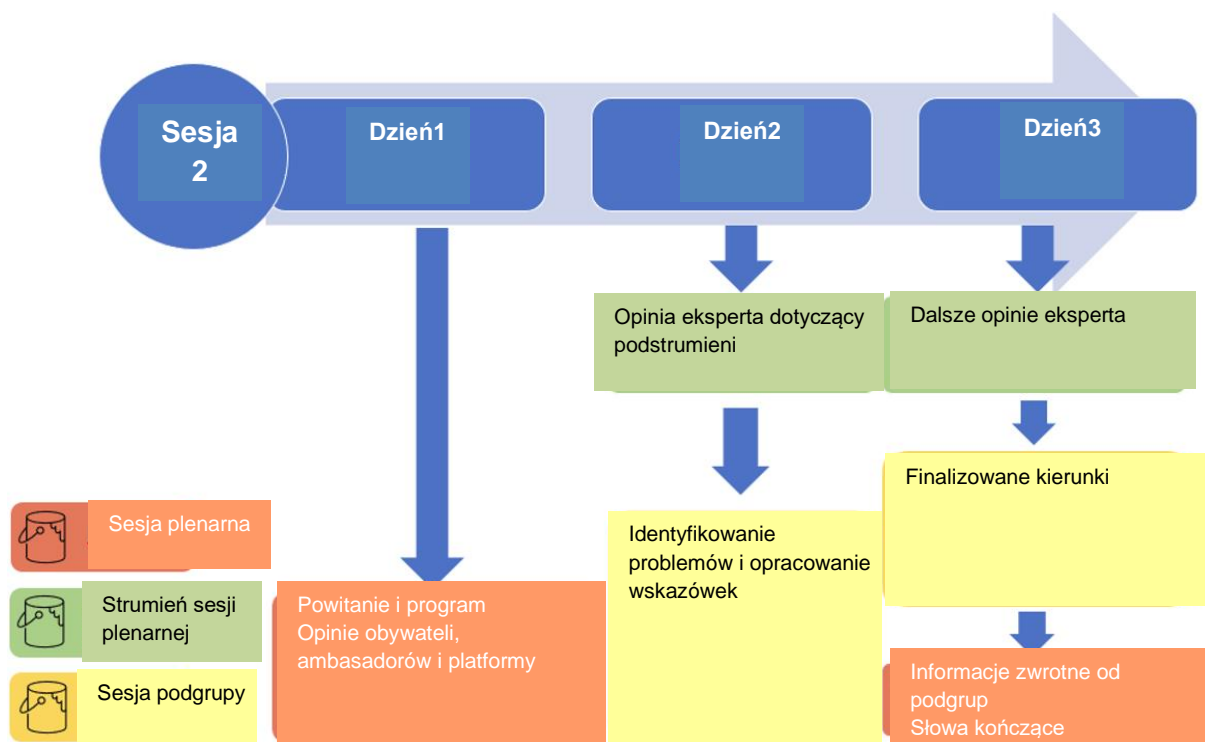 Sesja
2
Dzień1
Dzień2
Dzień3
Opinia eksperta dotyczący
podstrumieni
Dalsze opinie eksperta
Finalizowane kierunki
Sesja plenarna
Identyfikowanie
problemów i opracowanie
wskazówek
Strumień sesji
plenarnej
Powitanie i program
Opinie obywateli,
ambasadorów i platformy
Sesja podgrupy
Informacje zwrotne od
podgrup
Słowa kończące